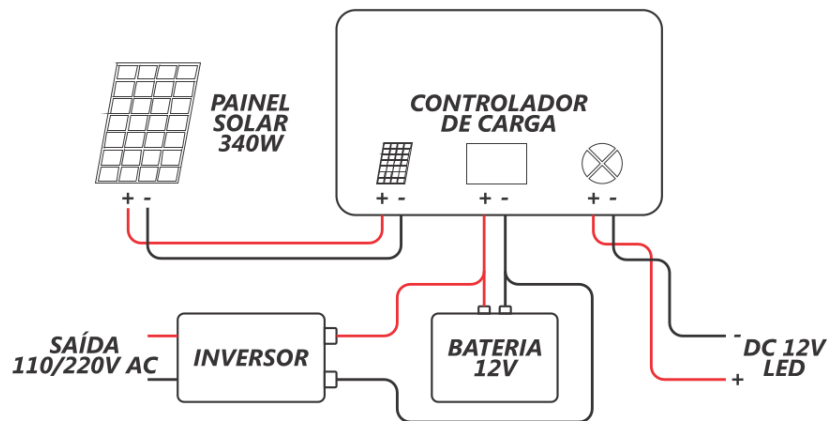 PAINEL
SOLAR
340W
CONTROLADOR
DE CARGA
+ -
+ -
+ -
+ -
SAÍDA
110/220V AC
INVERSOR
BATERIA
12V
-
DC 12V
LED
+